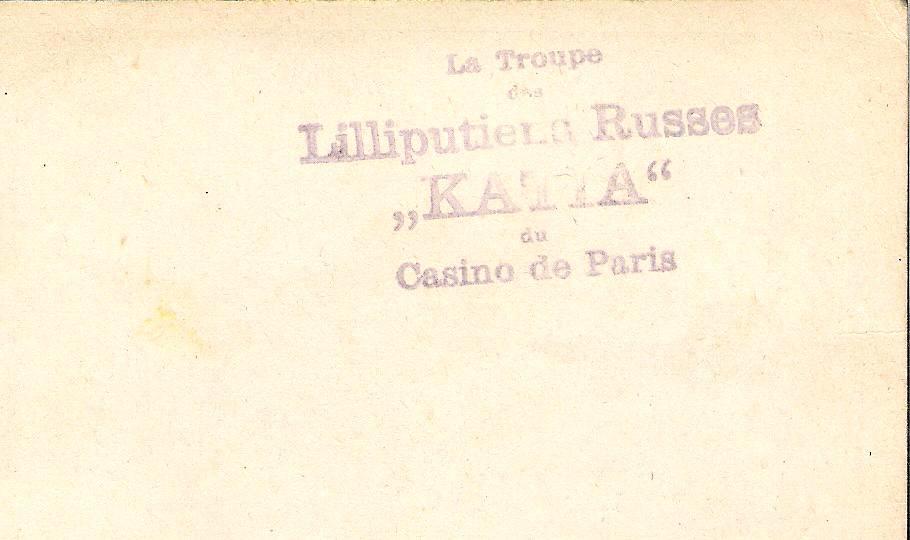 La Troupe
des
Lilliputiens Russes
„KATIA“
du
Casino de Paris